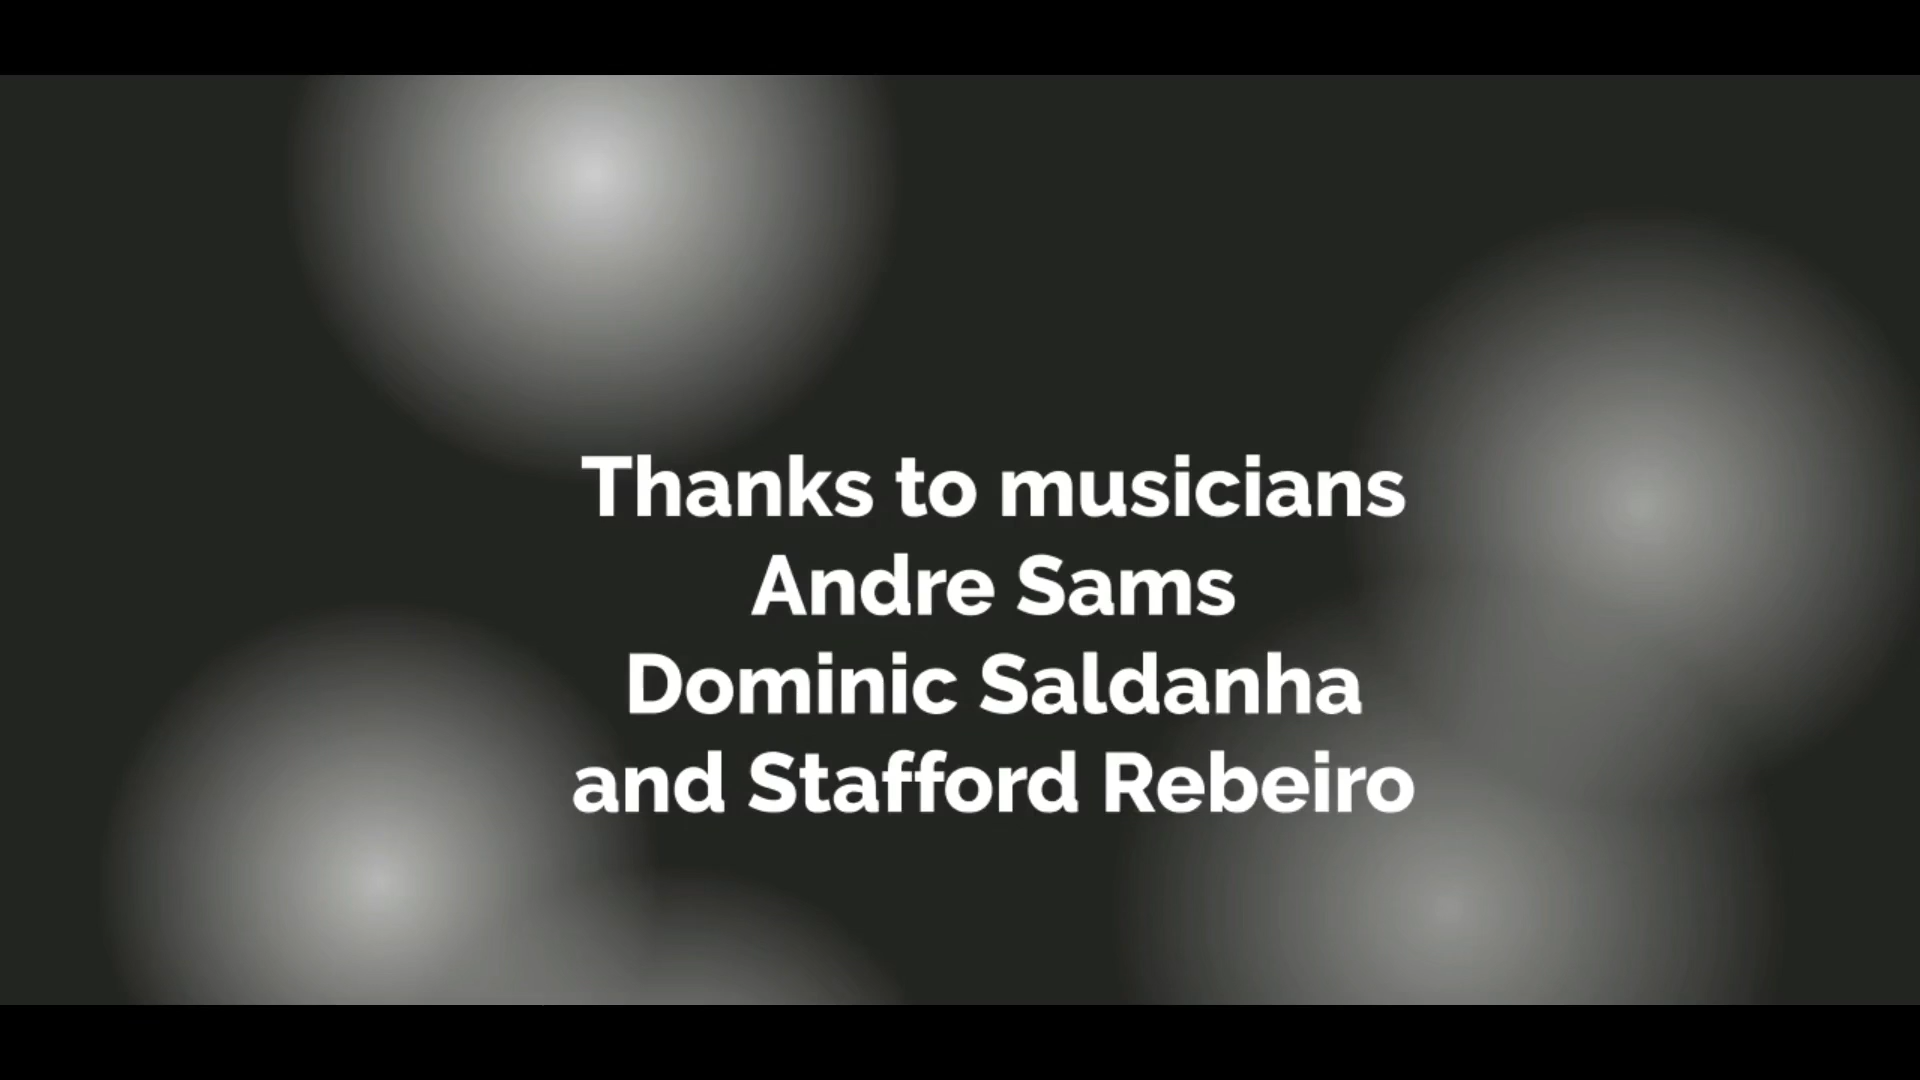 Thanks to musicians
Andre Sams
Dominic Saldanha
and Stafford Rebeiro